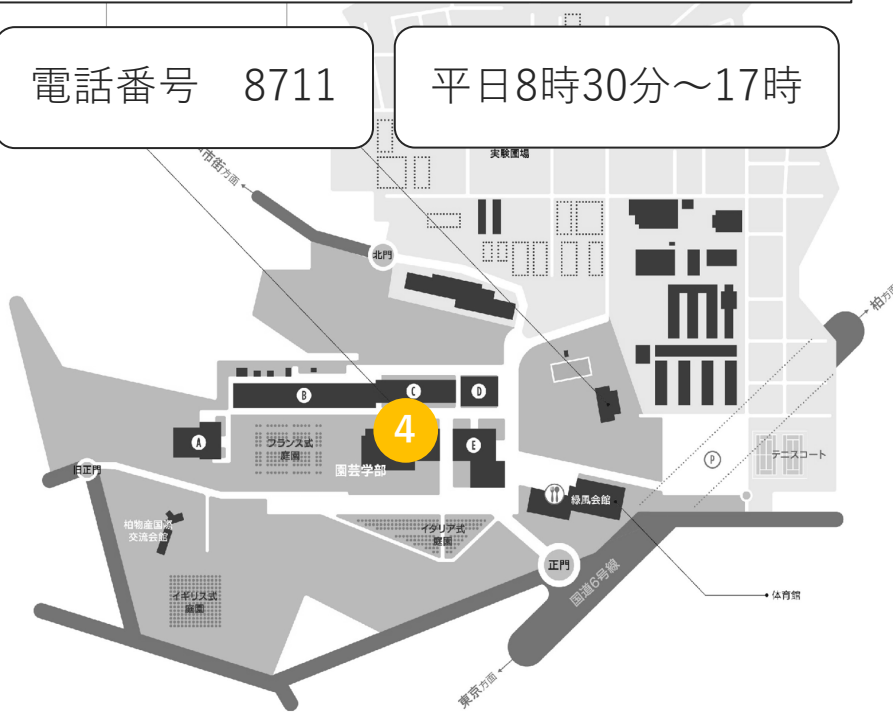 電話番号　8711
平日8時30分～17時
市街方面
実験圃場
北門
柏方面
B
C
D
A
フランス式
庭園
4
E
園芸学部
P
テニスコート
旧正門
緑風会館
柏物産国際
交流会館
イタリア式
庭園
正門
国道6号線
イギリス式
庭園
体育館
東京方面